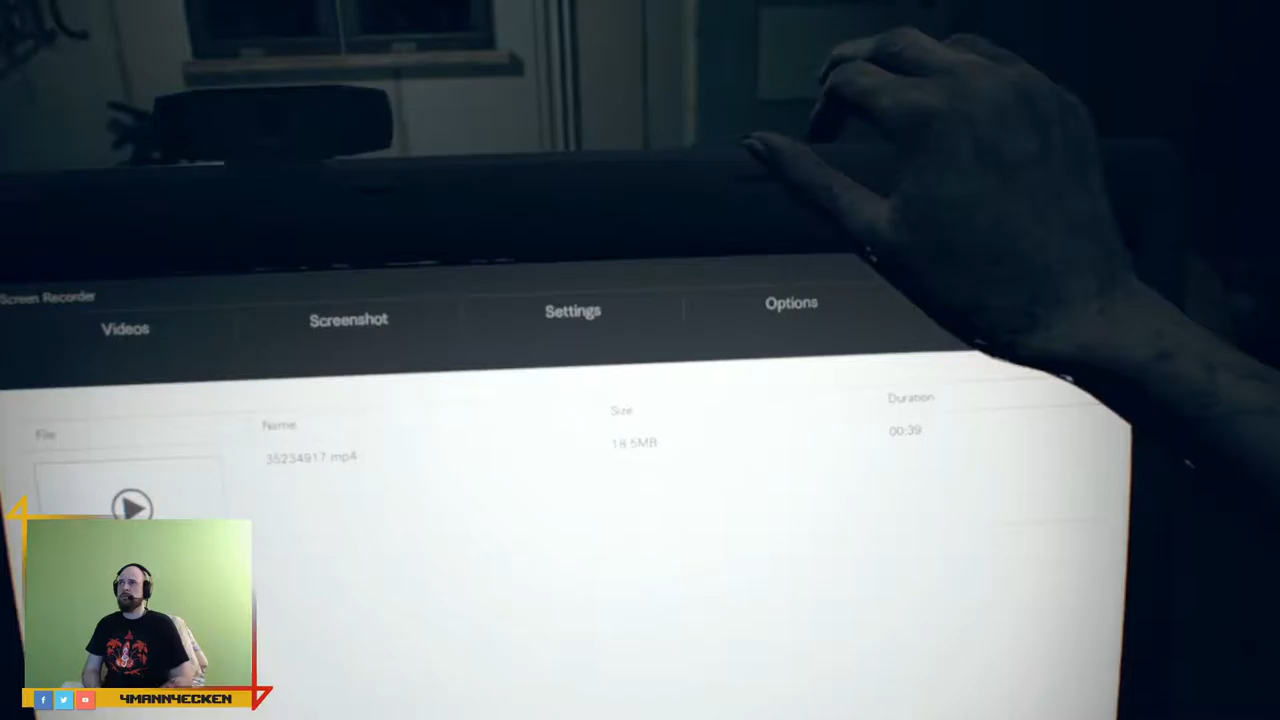 Screen Recorder
Videos
Screenshot
Settings
Options
File
Name
Size
Duration
35234917.mp4
18.5MB
00:39
4MANN4ECKEN